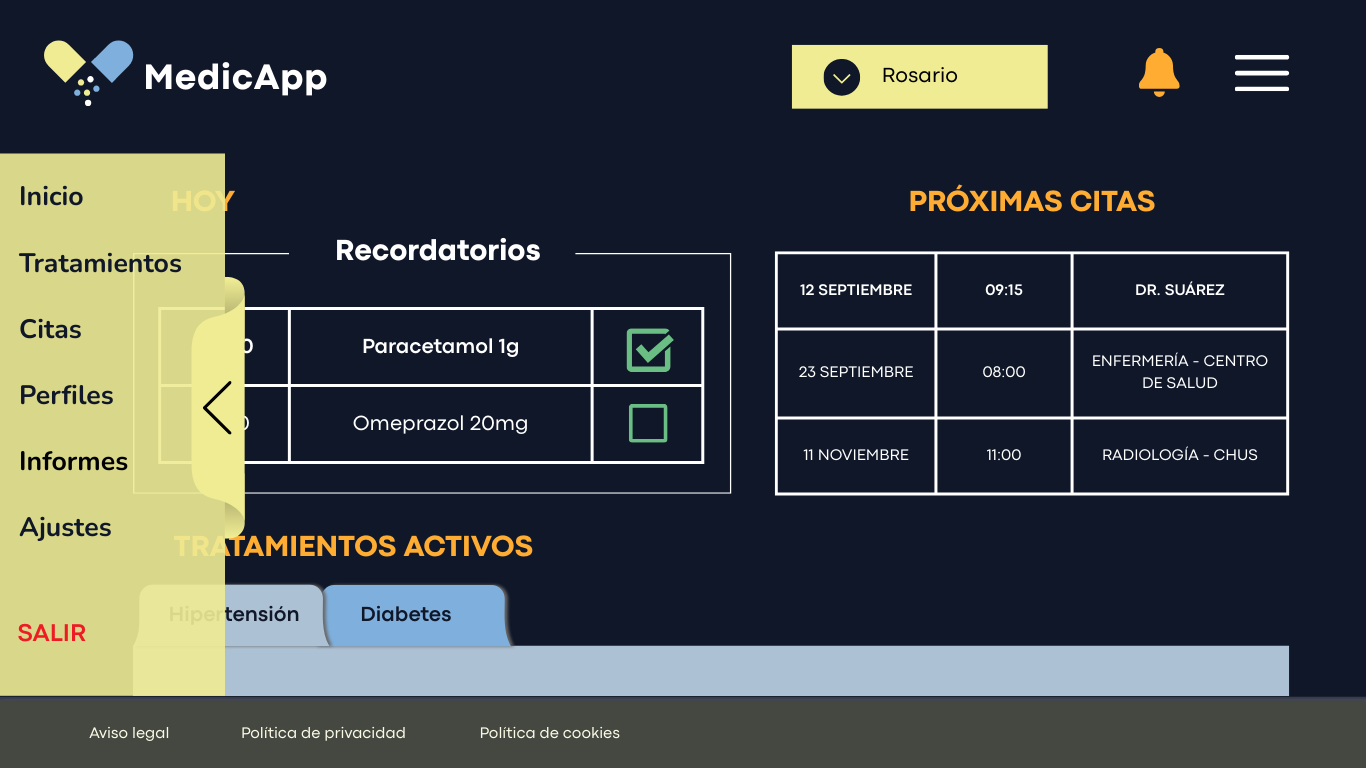 MedicApp
Rosario
Inicio
Tratamientos
Citas
Perfiles
Informes
Ajustes
SALIR
HOY
Recordatorios
0 Paracetamol 1g
0 Omeprazol 20mg
PRÓXIMAS CITAS
12 SEPTIEMBRE 09:15 DR. SUÁREZ
23 SEPTIEMBRE 08:00 ENFERMERÍA - CENTRO
DE SALUD
11 NOVIEMBRE 11:00 RADIOLOGÍA - CHUS
TRATAMIENTOS ACTIVOS
Hipertensión Diabetes
Aviso legal Política de privacidad Política de cookies